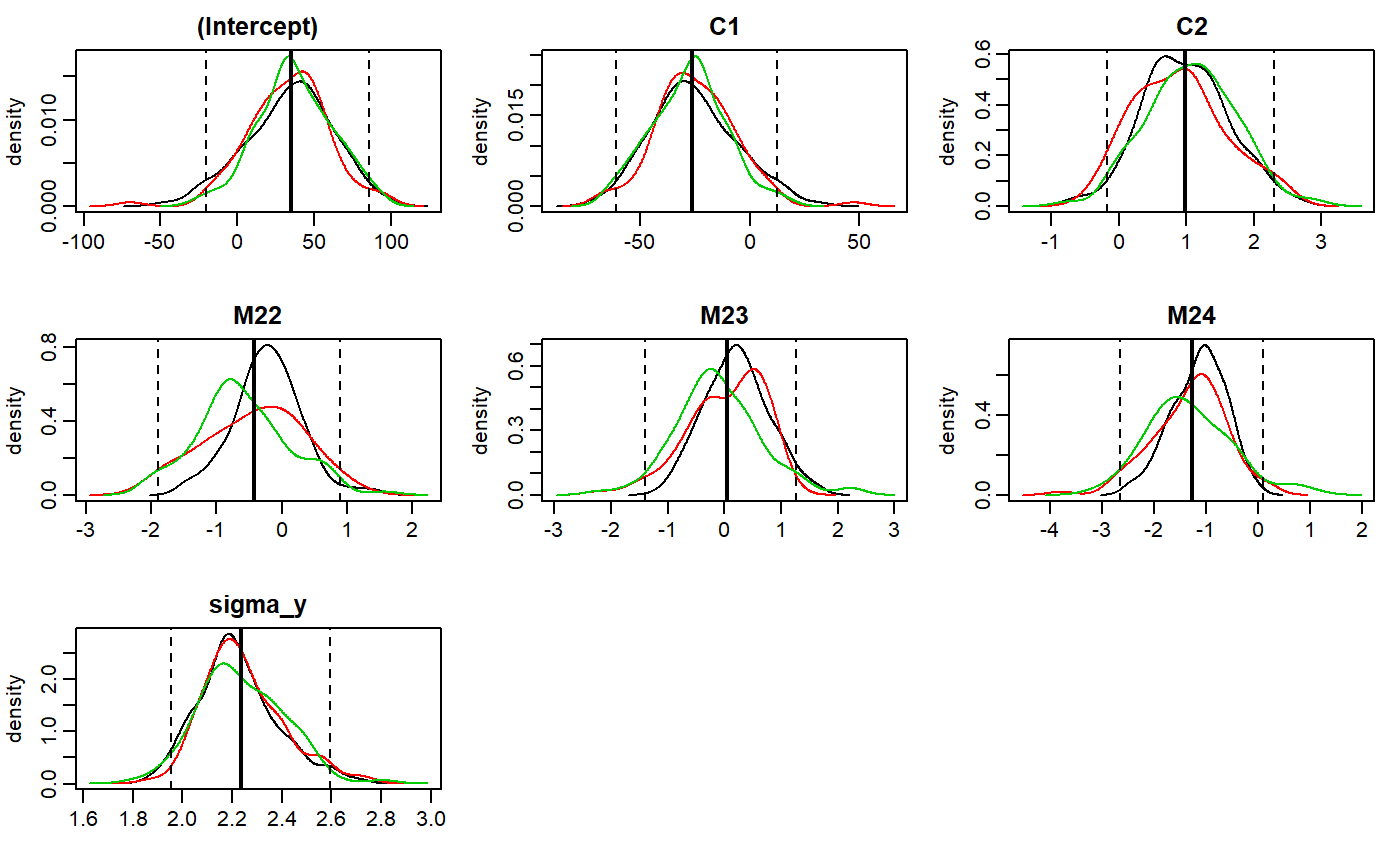 (Intercept)
density
0.000 0.010
-100 -50 0 50 100
C1
density
0.000 0.015
-50 0 50
C2
density
0.0 0.2 0.4 0.6
-1 0 1 2 3
M22
density
0.0 0.4 0.8
-3 -2 -1 0 1 2
M23
density
0.0 0.3 0.6
-3 -2 -1 0 1 2 3
M24
density
0.0 0.4
-4 -3 -2 -1 0 1 2
sigma_y
density
0.0 1.0 2.0
1.6 2.0 2.2 2.4 2.6 2.8 3.0